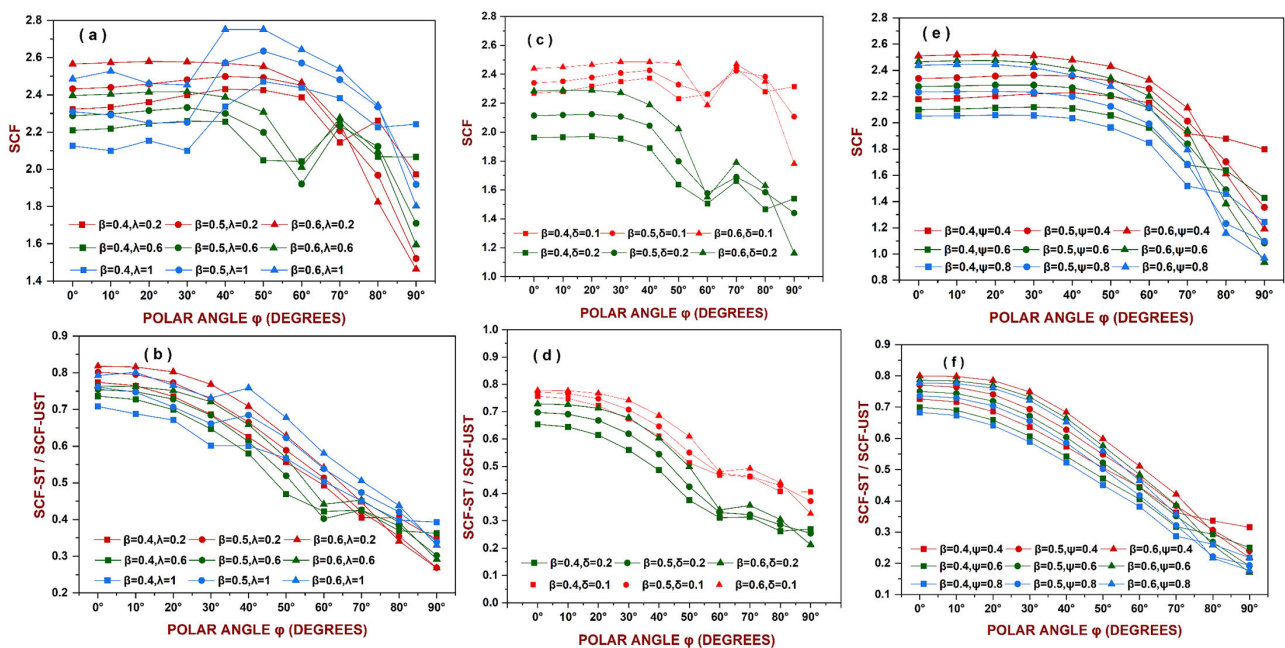 ( a )
SCF
2.8
2.6
2.4
2.2
2.0
1.8
1.6
1.4
β=0.4,λ=0.2 β=0.5,λ=0.2 β=0.6,λ=0.2
β=0.4,λ=0.6 β=0.5,λ=0.6 β=0.6,λ=0.6
β=0.4,λ=1 β=0.5,λ=1 β=0.6,λ=1
0° 10° 20° 30° 40° 50° 60° 70° 80° 90°
POLAR ANGLE φ (DEGREES)
( c )
SCF
2.8
2.6
2.4
2.2
2.0
1.8
1.6
1.4
1.2
1.0
β=0.4,δ=0.1 β=0.5,δ=0.1 β=0.6,δ=0.1
β=0.4,δ=0.2 β=0.5,δ=0.2 β=0.6,δ=0.2
0° 10° 20° 30° 40° 50° 60° 70° 80° 90°
POLAR ANGLE φ (DEGREES)
( e )
SCF
2.8
2.6
2.4
2.2
2.0
1.8
1.6
1.4
1.2
1.0
0.8
β=0.4,ψ=0.4 β=0.5,ψ=0.4 β=0.6,ψ=0.4
β=0.4,ψ=0.6 β=0.5,ψ=0.6 β=0.6,ψ=0.6
β=0.4,ψ=0.8 β=0.5,ψ=0.8 β=0.6,ψ=0.8
0° 10° 20° 30° 40° 50° 60° 70° 80° 90°
POLAR ANGLE φ (DEGREES)
( b )
SCF-ST / SCF-UST
0.9
0.8
0.7
0.6
0.5
0.4
0.3
0.2
β=0.4,λ=0.2 β=0.5,λ=0.2 β=0.6,λ=0.2
β=0.4,λ=0.6 β=0.5,λ=0.6 β=0.6,λ=0.6
β=0.4,λ=1 β=0.5,λ=1 β=0.6,λ=1
0° 10° 20° 30° 40° 50° 60° 70° 80° 90°
POLAR ANGLE φ (DEGREES)
( d )
SCF-ST / SCF-UST
1.0
0.9
0.8
0.7
0.6
0.5
0.4
0.3
0.2
0.1
0.0
β=0.4,δ=0.2 β=0.5,δ=0.2 β=0.6,δ=0.2
β=0.4,δ=0.1 β=0.5,δ=0.1 β=0.6,δ=0.1
0° 10° 20° 30° 40° 50° 60° 70° 80° 90°
POLAR ANGLE φ (DEGREES)
( f )
SCF-ST / SCF-UST
0.9
0.8
0.7
0.6
0.5
0.4
0.3
0.2
0.1
β=0.4,ψ=0.4 β=0.5,ψ=0.4 β=0.6,ψ=0.4
β=0.4,ψ=0.6 β=0.5,ψ=0.6 β=0.6,ψ=0.6
β=0.4,ψ=0.8 β=0.5,ψ=0.8 β=0.6,ψ=0.8
0° 10° 20° 30° 40° 50° 60° 70° 80° 90°
POLAR ANGLE φ (DEGREES)